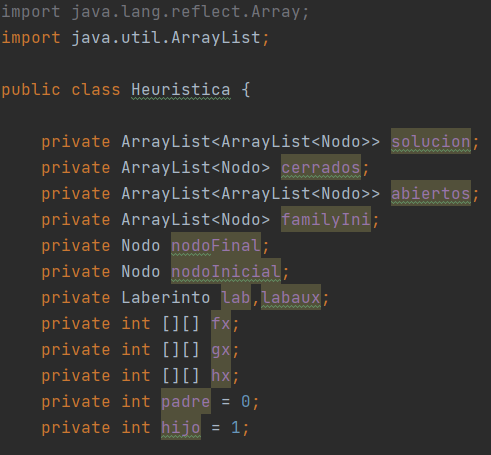 import java.lang.reflect.Array;
import java.util.ArrayList;
public class Heuristica {
private ArrayList<ArrayList<Nodo>> solucion;
private ArrayList<Nodo> cerrados;
private ArrayList<ArrayList<Nodo>> abiertos;
private ArrayList<Nodo> familyIni;
private Nodo nodoFinal;
private Nodo nodoInicial;
private Laberinto lab,labaux;
private int [][] fx;
private int [][] gx;
private int [][] hx;
private int padre = 0;
private int hijo = 1;